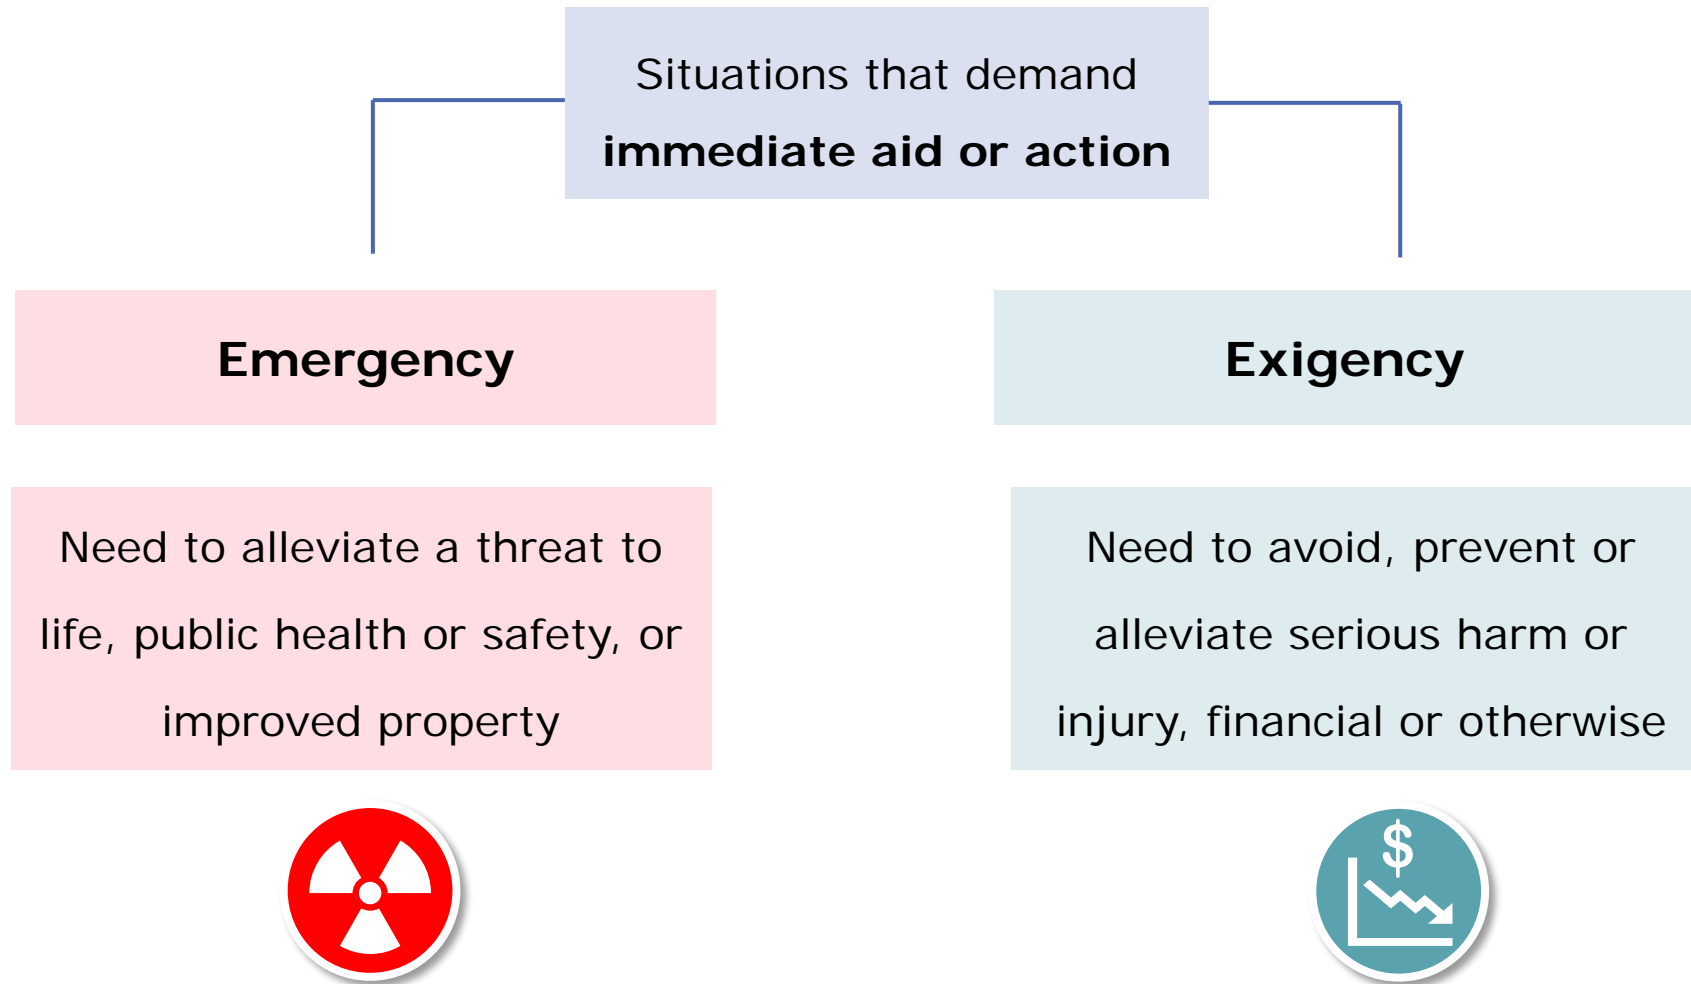 Situations that demand
immediate aid or action
Emergency
Exigency
Need to alleviate a threat to
life, public health or safety, or
improved property
Need to avoid, prevent or
alleviate serious harm or
injury, financial or otherwise
$